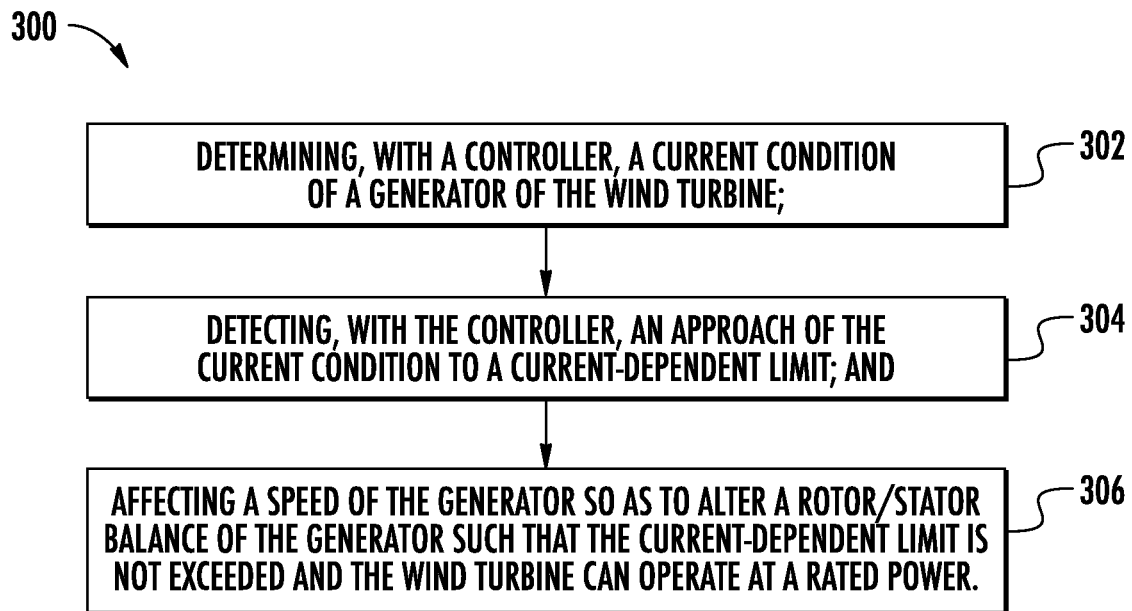 300
DETERMINING, WITH A CONTROLLER, A CURRENT CONDITION
OF A GENERATOR OF THE WIND TURBINE;
302
DETECTING, WITH THE CONTROLLER, AN APPROACH OF THE
CURRENT CONDITION TO A CURRENT-DEPENDENT LIMIT; AND
304
AFFECTING A SPEED OF THE GENERATOR SO AS TO ALTER A ROTOR/STATOR
BALANCE OF THE GENERATOR SUCH THAT THE CURRENT-DEPENDENT LIMIT IS
NOT EXCEEDED AND THE WIND TURBINE CAN OPERATE AT A RATED POWER.
306